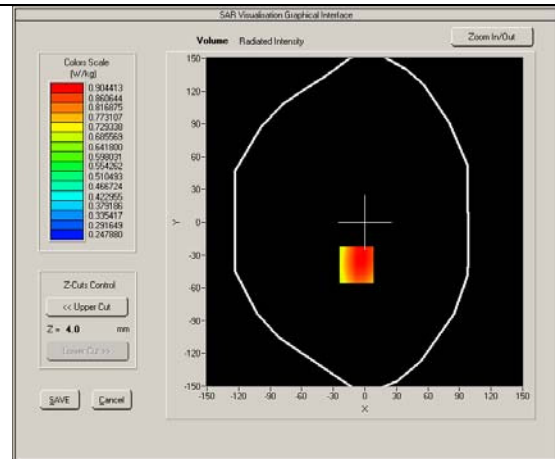 SAR Visualisation Graphical Interface
Volume Radiated Intensity
Zoom In/Out
Colors Scale
(W/kg)
0.904413
0.860644
0.816875
0.773107
0.729338
0.685569
0.641800
0.598031
0.554262
0.510493
0.466724
0.422955
0.379186
0.335417
0.291649
0.247880
Z-Cuts Control
<< Upper Cut
Z = 4.0 mm
Lower Cut >>
SAVE Cancel
150
120
90
60
30
0
-30
-60
-90
-120
-150
Y
-150 -120 -90 -60 -30 0 30 60 90 120 150
X